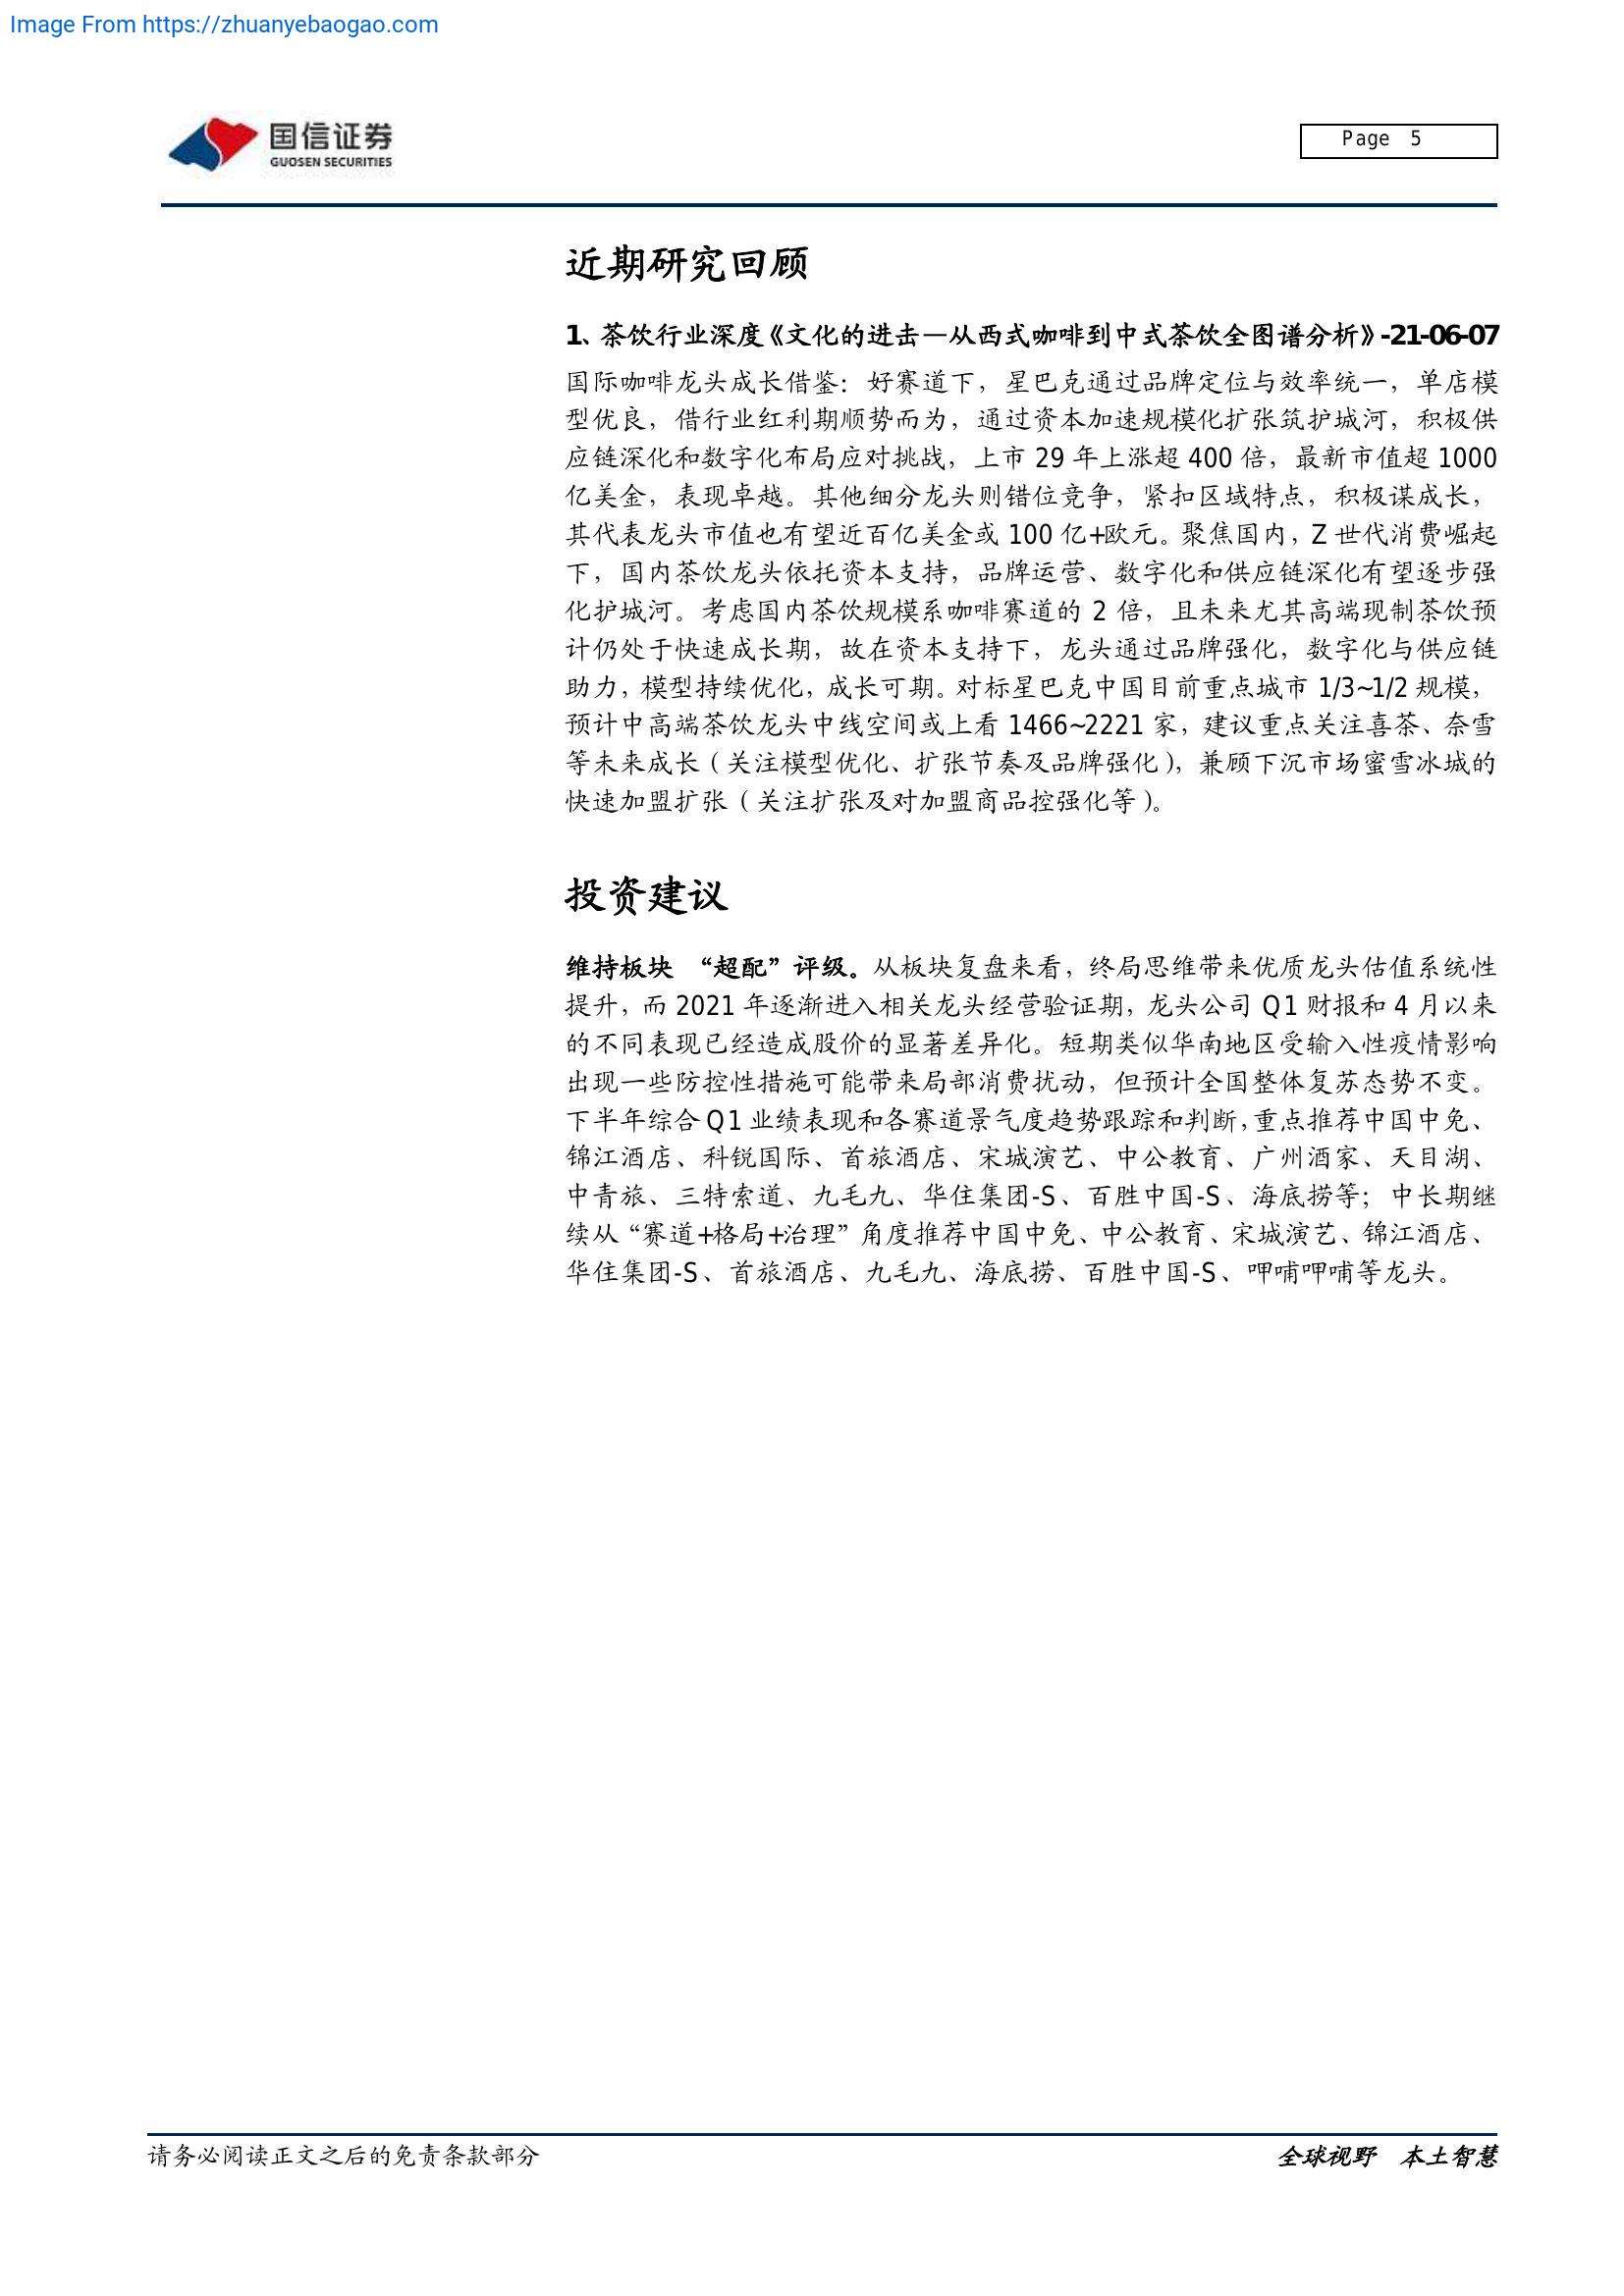 Image From https://zhuanyebaogao.com
国信证券
GUOSEN SECURITIES
Page 5
近期研究回顾
1、茶饮行业深度《文化的进击—从西式咖啡到中式茶饮全图谱分析》-21-06-07
国际咖啡龙头成长借鉴：好赛道下，星巴克通过品牌定位与效率统一，单店模
型优良，借行业红利期顺势而为，通过资本加速规模化扩张筑护城河，积极供
应链深化和数字化布局应对挑战，上市 29 年上涨超 400 倍，最新市值超 1000
亿美金，表现卓越。其他细分龙头则错位竞争，紧扣区域特点，积极谋成长，
其代表龙头市值也有望近百亿美金或 100 亿+欧元。聚焦国内，Z 世代消费崛起
下，国内茶饮龙头依托资本支持，品牌运营、数字化和供应链深化有望逐步强
化护城河。考虑国内茶饮规模系咖啡赛道的 2 倍，且未来尤其高端现制茶饮预
计仍处于快速成长期，故在资本支持下，龙头通过品牌强化，数字化与供应链
助力，模型持续优化，成长可期。对标星巴克中国目前重点城市 1/3~1/2 规模，
预计中高端茶饮龙头中线空间或上看 1466~2221 家，建议重点关注喜茶、奈雪
等未来成长（关注模型优化、扩张节奏及品牌强化），兼顾下沉市场蜜雪冰城的
快速加盟扩张（关注扩张及对加盟商品控强化等）。
投资建议
维持板块 “超配”评级。从板块复盘来看，终局思维带来优质龙头估值系统性
提升，而 2021 年逐渐进入相关龙头经营验证期，龙头公司 Q1 财报和 4 月以来
的不同表现已经造成股价的显著差异化。短期类似华南地区受输入性疫情影响
出现一些防控性措施可能带来局部消费扰动，但预计全国整体复苏态势不变。
下半年综合 Q1 业绩表现和各赛道景气度趋势跟踪和判断，重点推荐中国中免、
锦江酒店、科锐国际、首旅酒店、宋城演艺、中公教育、广州酒家、天目湖、
中青旅、三特索道、九毛九、华住集团-S、百胜中国-S、海底捞等；中长期继
续从“赛道+格局+治理”角度推荐中国中免、中公教育、宋城演艺、锦江酒店、
华住集团-S、首旅酒店、九毛九、海底捞、百胜中国-S、呷哺呷哺等龙头。
请务必阅读正文之后的免责条款部分
全球视野 本土智慧